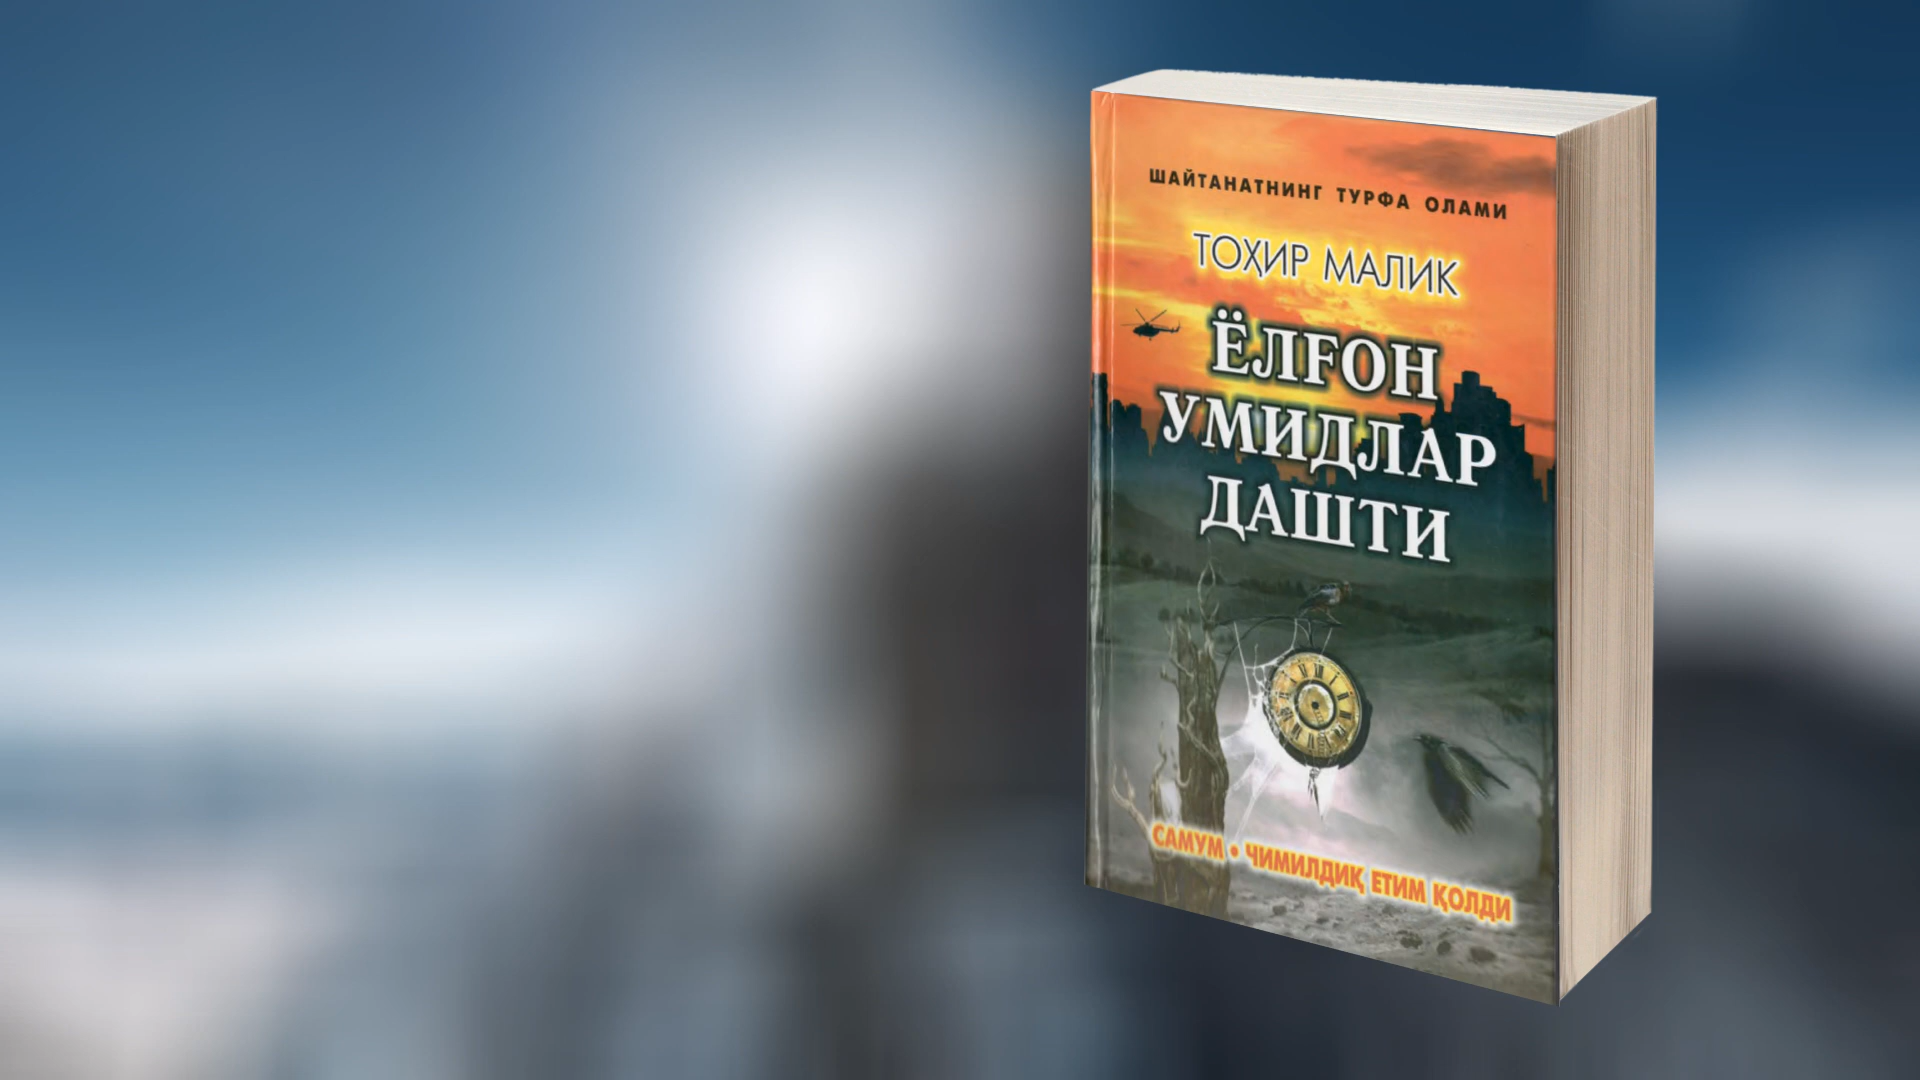 ШАЙТАНАТНИНГ ТУРФА ОЛАМИ
ТОҲИР МАЛИК
ЁЛҒОН
УМИДЛАР
ДАШТИ
САМУМ • ЧИМИЛДИҚ ЕТИМ ҚОЛДИ